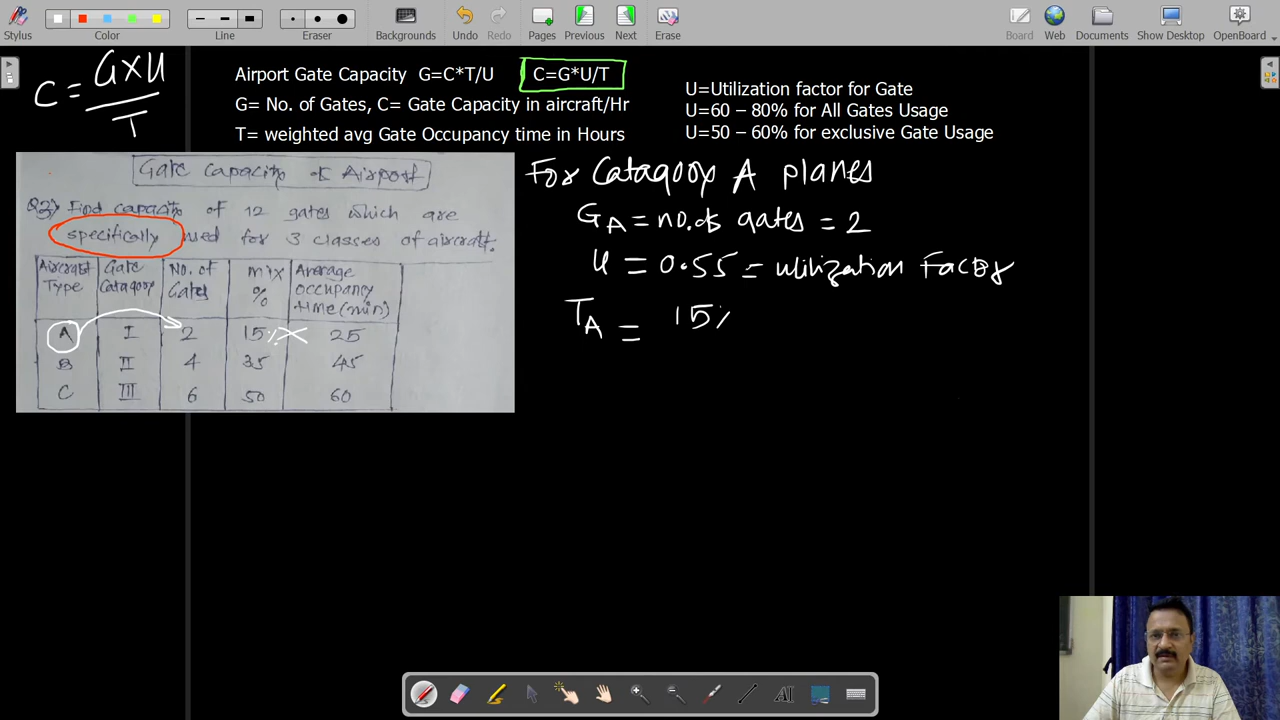 Stylus
Color
Line
Eraser
Backgrounds
Undo
Redo
Pages
Previous
Next
Erase
Board
Web
Documents
Show Desktop
OpenBoard
C = G×U / T
Airport Gate Capacity G=C*T/U
C=G*U/T
G= No. of Gates, C= Gate Capacity in aircraft/Hr
T= weighted avg Gate Occupancy time in Hours
U=Utilization factor for Gate
U=60 – 80% for All Gates Usage
U=50 – 60% for exclusive Gate Usage
Gate Capacity of Airport
Find capacity of 12 gates which are
specifically used for 3 classes of aircraft.
Aircraft Type | Gate Catagoy | No. of Gates | mix % | Average occupancy time (min)
A I 2 15% × 25
B II 4 35 45
C III 6 50 60
For Catagory A planes
G_A = no. of gates = 2
U = 0.55 = utilization Factor
T_A = 15%
AI